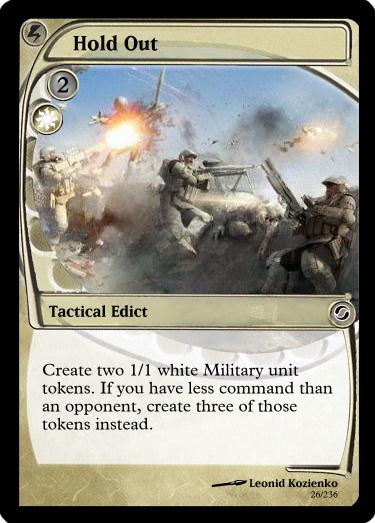 Hold Out
2
Tactical Edict
Create two 1/1 white Military unit
tokens. If you have less command than
an opponent, create three of those
tokens instead.
Leonid Kozienko
26/236